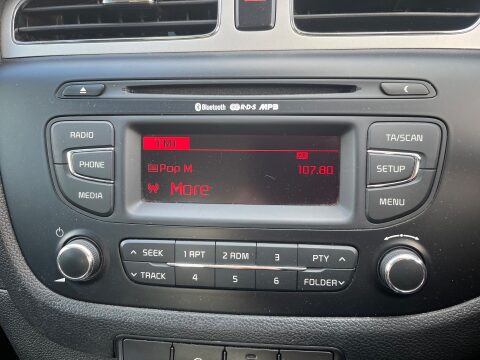 Bluetooth R·D·S MP3
RADIO
TA/SCAN
Pop M
107.80
PHONE
SETUP
More
MEDIA
MENU
SEEK 1 RPT 2 RDM 3 PTY
TRACK 4 5 6 FOLDER